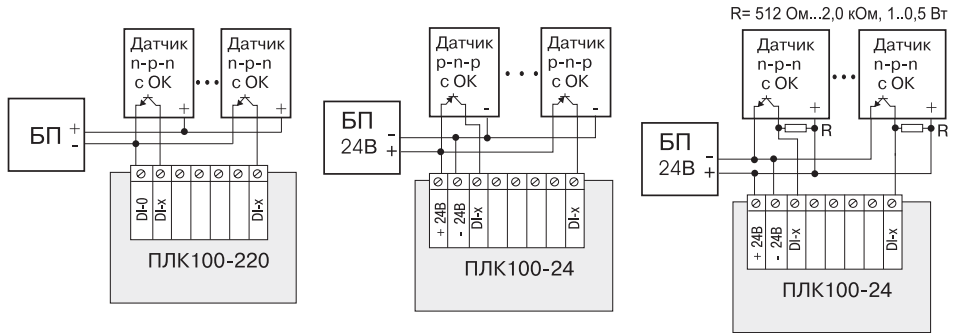 R= 512 Ом...2,0 кОм, 1..0,5 Вт
Датчик
n-p-n
с ОК
+
Датчик
n-p-n
с ОК
+
БП
+
-
DI-0
DI-x
DI-x
ПЛК100-220
Датчик
p-n-p
с ОК
-
Датчик
p-n-p
с ОК
-
БП
24В
-
+
+ 24В
- 24В
DI-x
DI-x
ПЛК100-24
Датчик
n-p-n
с ОК
+
R
Датчик
n-p-n
с ОК
+
R
БП
24В
-
+
+ 24В
- 24В
DI-x
DI-x
ПЛК100-24